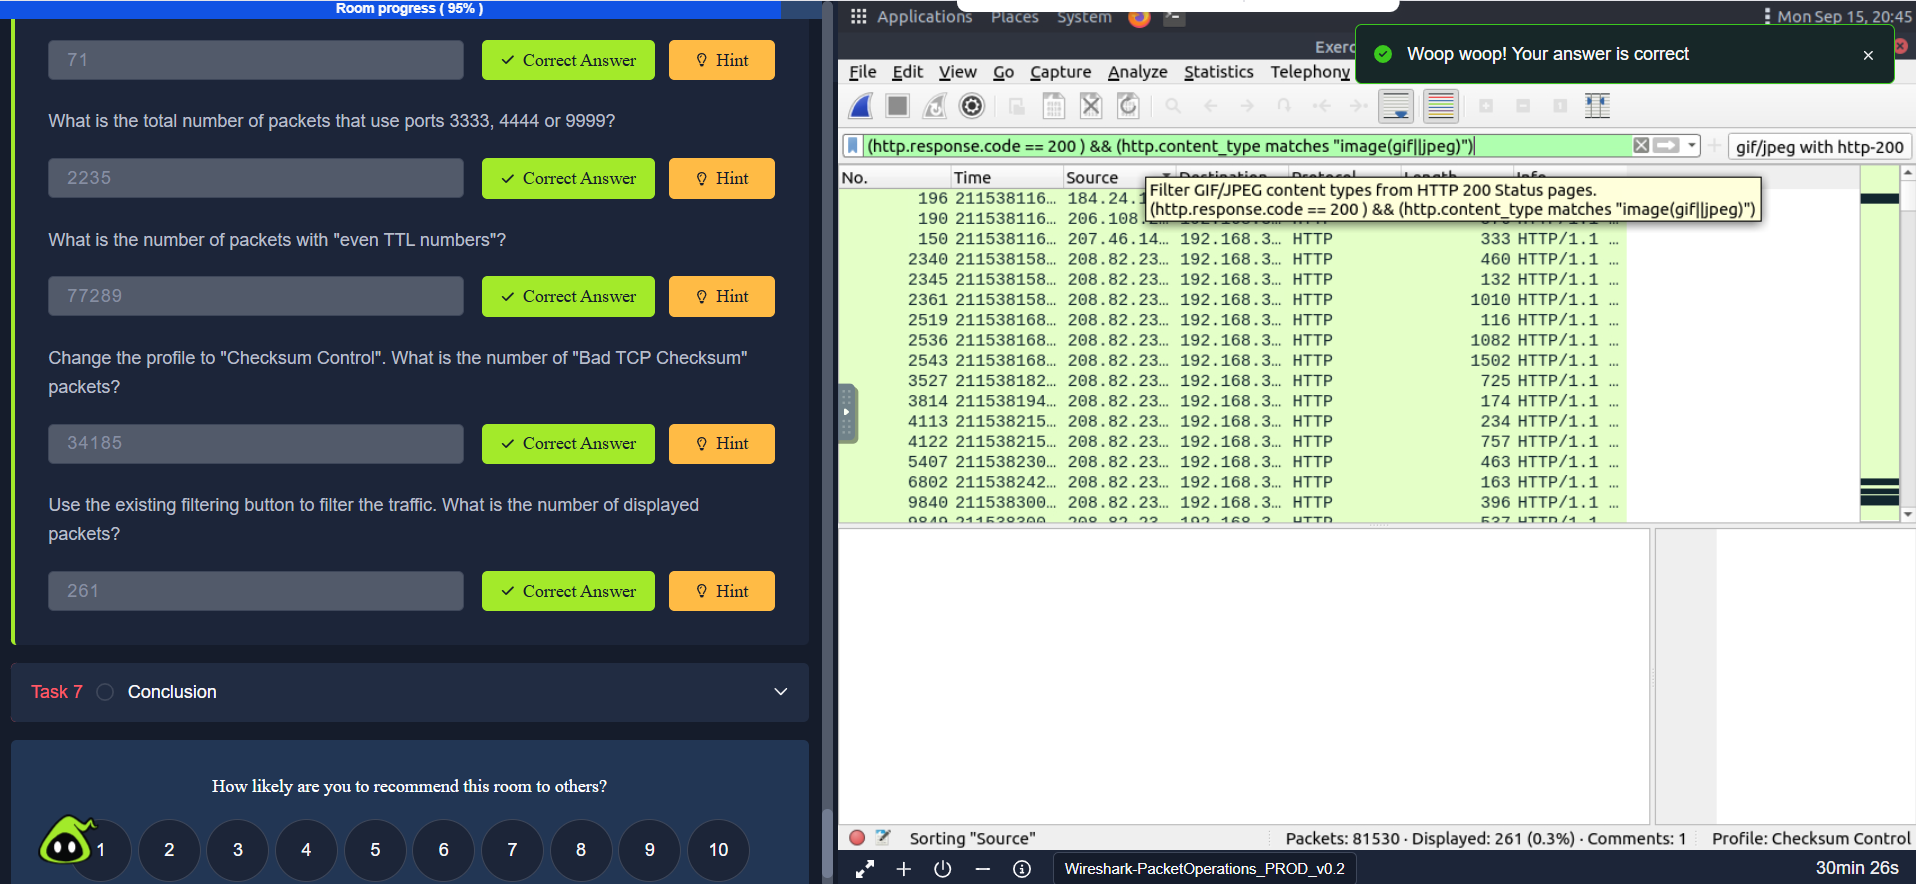 Room progress ( 95% )
71
Correct Answer
Hint
What is the total number of packets that use ports 3333, 4444 or 9999?
2235
Correct Answer
Hint
What is the number of packets with "even TTL numbers"?
77289
Correct Answer
Hint
Change the profile to "Checksum Control". What is the number of "Bad TCP Checksum"
packets?
34185
Correct Answer
Hint
Use the existing filtering button to filter the traffic. What is the number of displayed
packets?
261
Correct Answer
Hint
Task 7 Conclusion
How likely are you to recommend this room to others?
1 2 3 4 5 6 7 8 9 10
Applications Places System Mon Sep 15, 20:45
Woop woop! Your answer is correct
File Edit View Go Capture Analyze Statistics Telephony
(http.response.code == 200 ) && (http.content_type matches "image(gif||jpeg)")
gif/jpeg with http-200
No. Time Source Destination Protocol Length Info
Filter GIF/JPEG content types from HTTP 200 Status pages.
(http.response.code == 200 ) && (http.content_type matches "image(gif||jpeg)")
196 211538116… 184.24.1
190 211538116… 206.108.
150 211538116… 207.46.14… 192.168.3… HTTP 333 HTTP/1.1 …
2340 211538158… 208.82.23… 192.168.3… HTTP 460 HTTP/1.1 …
2345 211538158… 208.82.23… 192.168.3… HTTP 132 HTTP/1.1 …
2361 211538158… 208.82.23… 192.168.3… HTTP 1010 HTTP/1.1 …
2519 211538168… 208.82.23… 192.168.3… HTTP 116 HTTP/1.1 …
2536 211538168… 208.82.23… 192.168.3… HTTP 1082 HTTP/1.1 …
2543 211538168… 208.82.23… 192.168.3… HTTP 1502 HTTP/1.1 …
3527 211538182… 208.82.23… 192.168.3… HTTP 725 HTTP/1.1 …
3814 211538194… 208.82.23… 192.168.3… HTTP 174 HTTP/1.1 …
4113 211538215… 208.82.23… 192.168.3… HTTP 234 HTTP/1.1 …
4122 211538215… 208.82.23… 192.168.3… HTTP 757 HTTP/1.1 …
5407 211538230… 208.82.23… 192.168.3… HTTP 463 HTTP/1.1 …
6802 211538242… 208.82.23… 192.168.3… HTTP 163 HTTP/1.1 …
9840 211538300… 208.82.23… 192.168.3… HTTP 396 HTTP/1.1 …
9849 211538300 208.82.23 192.168.3 HTTP 537 HTTP/1.1
Sorting "Source" Packets: 81530 · Displayed: 261 (0.3%) · Comments: 1 Profile: Checksum Control
Wireshark-PacketOperations_PROD_v0.2 30min 26s